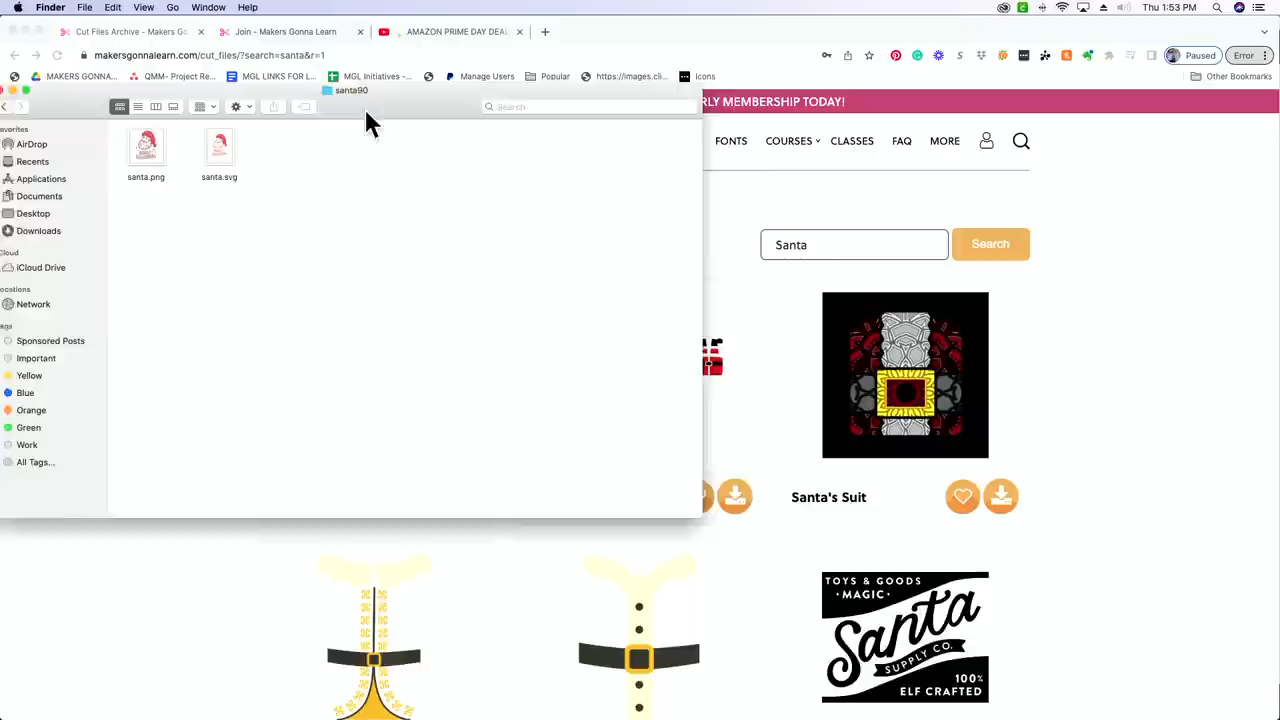 Finder File Edit View Go Window Help
Thu 1:53 PM
Cut Files Archive - Makers Go
Join - Makers Gonna Learn
AMAZON PRIME DAY DEAL
makersgonnalearn.com/cut_files/?search=santa&r=1
Paused
Error
MAKERS GONNA...
QMM- Project Re...
MGL LINKS FOR L...
MGL Initiatives -...
Manage Users
Popular
https://images.cli...
Icons
Other Bookmarks
santa90
RLY MEMBERSHIP TODAY!
Search
avorites
AirDrop
Recents
Applications
Documents
Desktop
Downloads
Cloud
iCloud Drive
ocations
Network
ags
Sponsored Posts
Important
Yellow
Blue
Orange
Green
Work
All Tags...
santa.png
santa.svg
FONTS
COURSES
CLASSES
FAQ
MORE
Santa
Search
Santa's Suit
TOYS & GOODS
·MAGIC·
Santa
SUPPLY CO.
100%
ELF CRAFTED